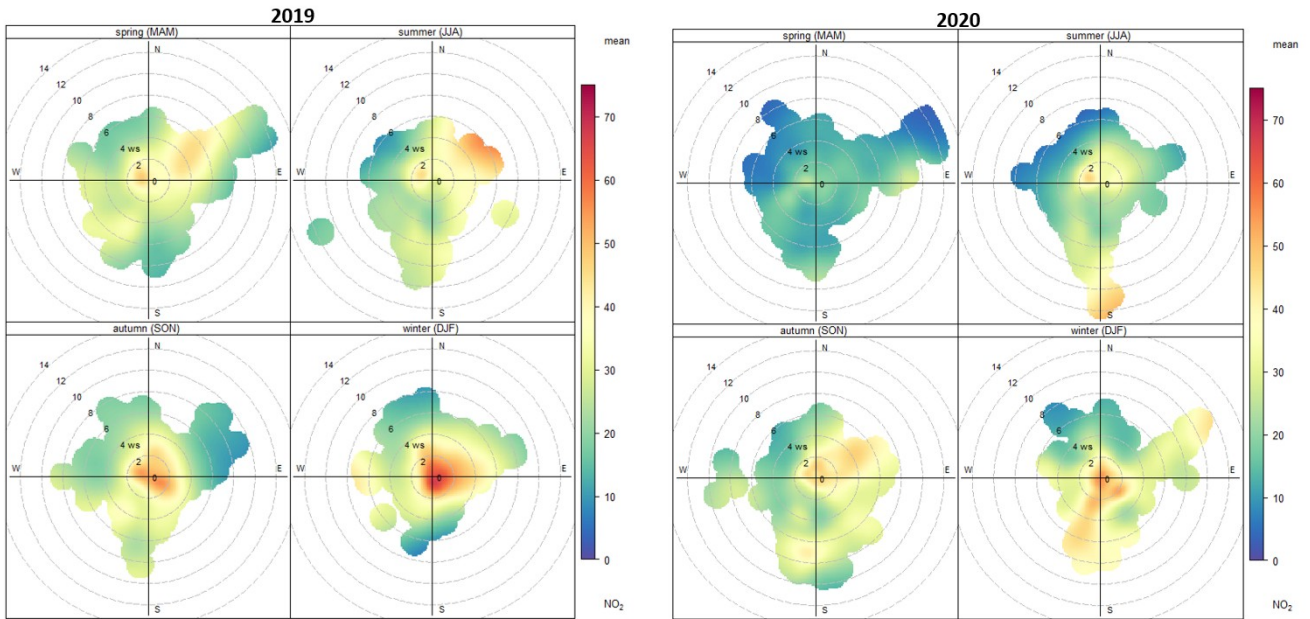 2019
spring (MAM)
summer (JJA)
N
14
12
10
8
6
4 ws
2
0
W
E
S
N
14
12
10
8
6
4 ws
2
0
W
E
S
autumn (SON)
winter (DJF)
N
14
12
10
8
6
4 ws
2
0
W
E
S
N
14
12
10
8
6
4 ws
2
0
W
E
S
mean
70
60
50
40
30
20
10
0
NO₂
2020
spring (MAM)
summer (JJA)
N
14
12
10
8
6
4 ws
2
0
W
E
S
N
14
12
10
8
6
4 ws
2
0
W
E
S
autumn (SON)
winter (DJF)
N
14
12
10
8
6
4 ws
2
0
W
E
S
N
14
12
10
8
6
4 ws
2
0
W
E
S
mean
70
60
50
40
30
20
10
0
NO₂